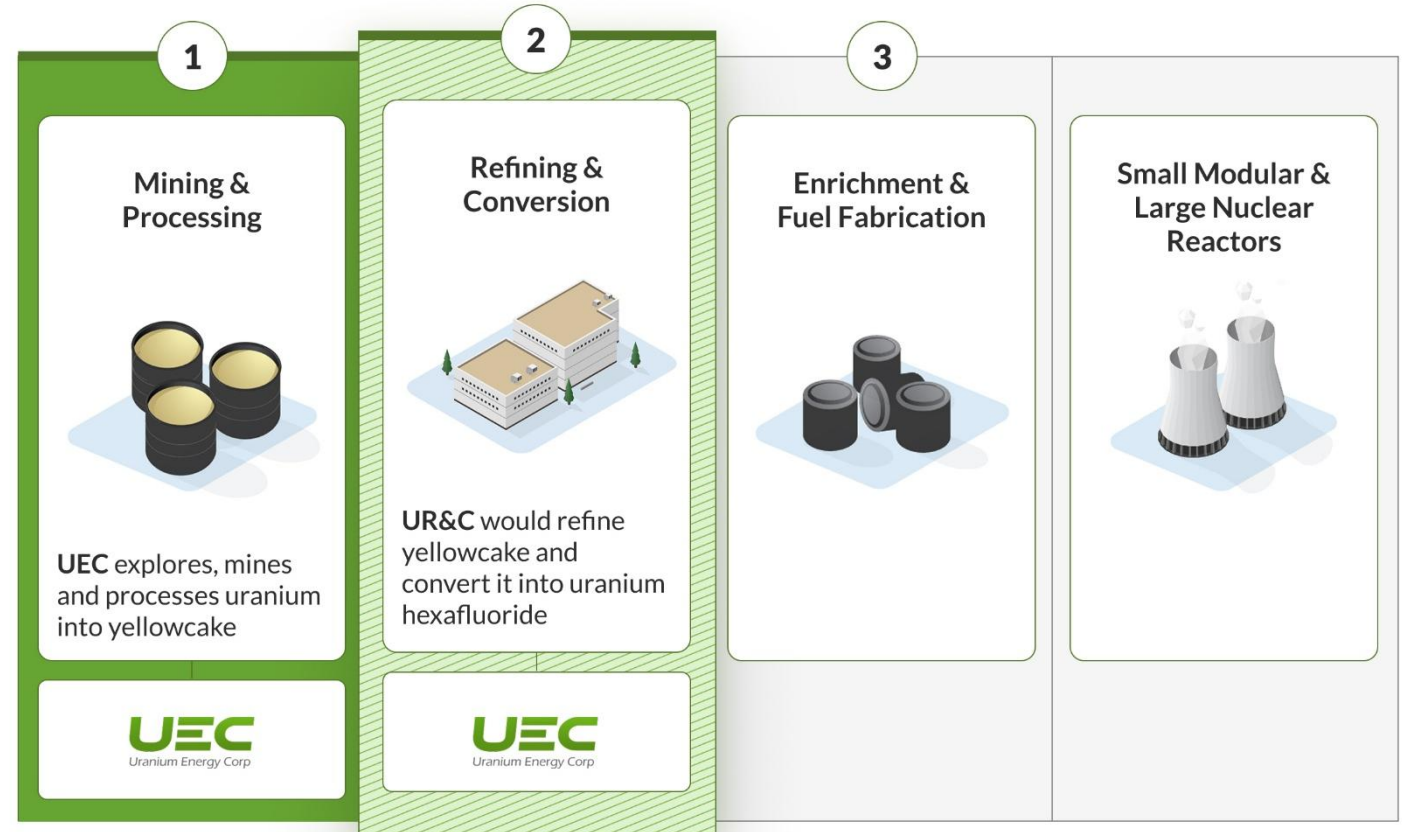 1
Mining &
Processing
UEC explores, mines
and processes uranium
into yellowcake
UEC
Uranium Energy Corp
2
Refining &
Conversion
UR&C would refine
yellowcake and
convert it into uranium
hexafluoride
UEC
Uranium Energy Corp
3
Enrichment &
Fuel Fabrication
Small Modular &
Large Nuclear
Reactors